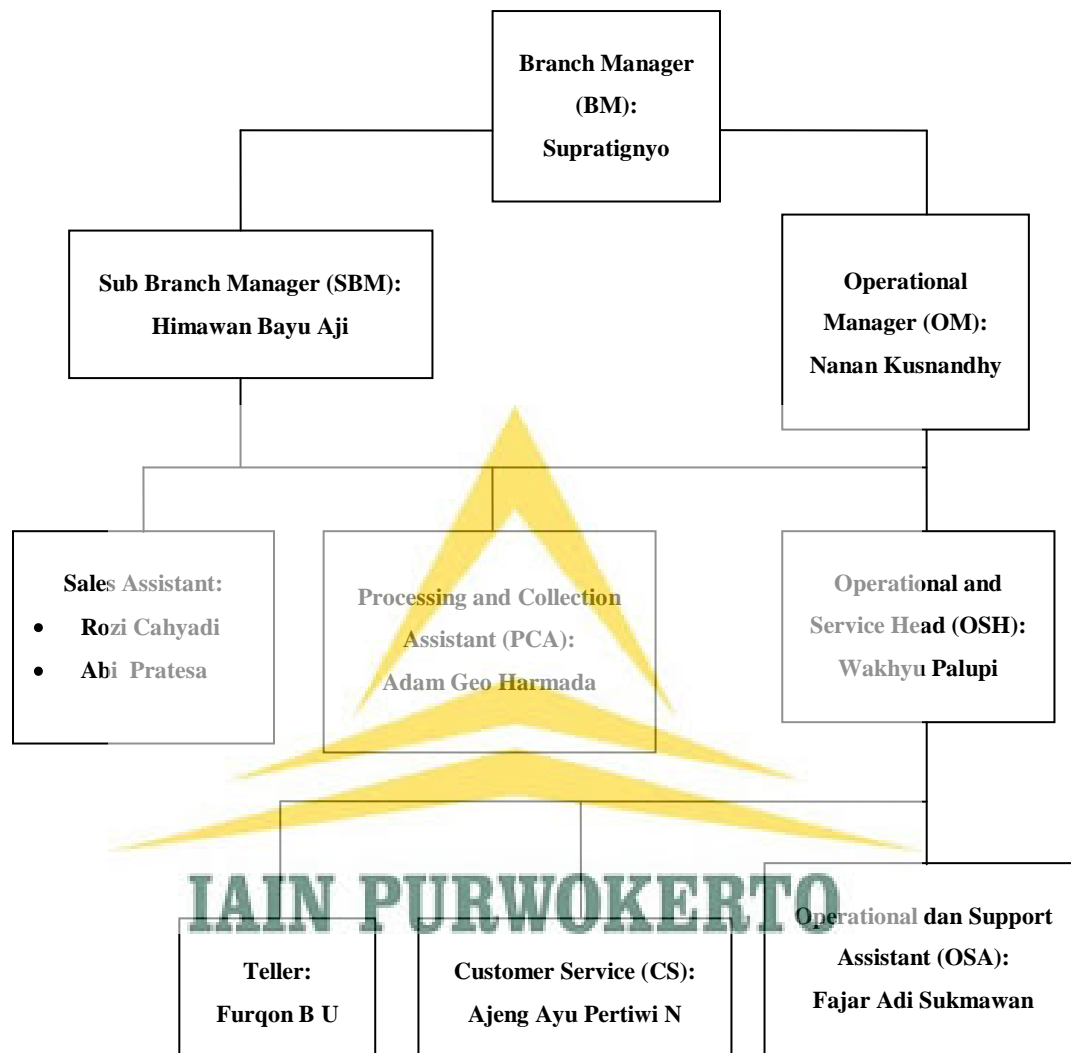 Branch Manager
(BM):
Supratignyo
Sub Branch Manager (SBM):
Himawan Bayu Aji
Operational
Manager (OM):
Nanan Kusnandhy
Sales Assistant:
• Rozi Cahyadi
• Abi Pratesa
Processing and Collection
Assistant (PCA):
Adam Geo Harmada
Operational and
Service Head (OSH):
Wakhyu Palupi
IAIN PURWOKERTO
Teller:
Furqon B U
Customer Service (CS):
Ajeng Ayu Pertiwi N
Operational dan Support
Assistant (OSA):
Fajar Adi Sukmawan